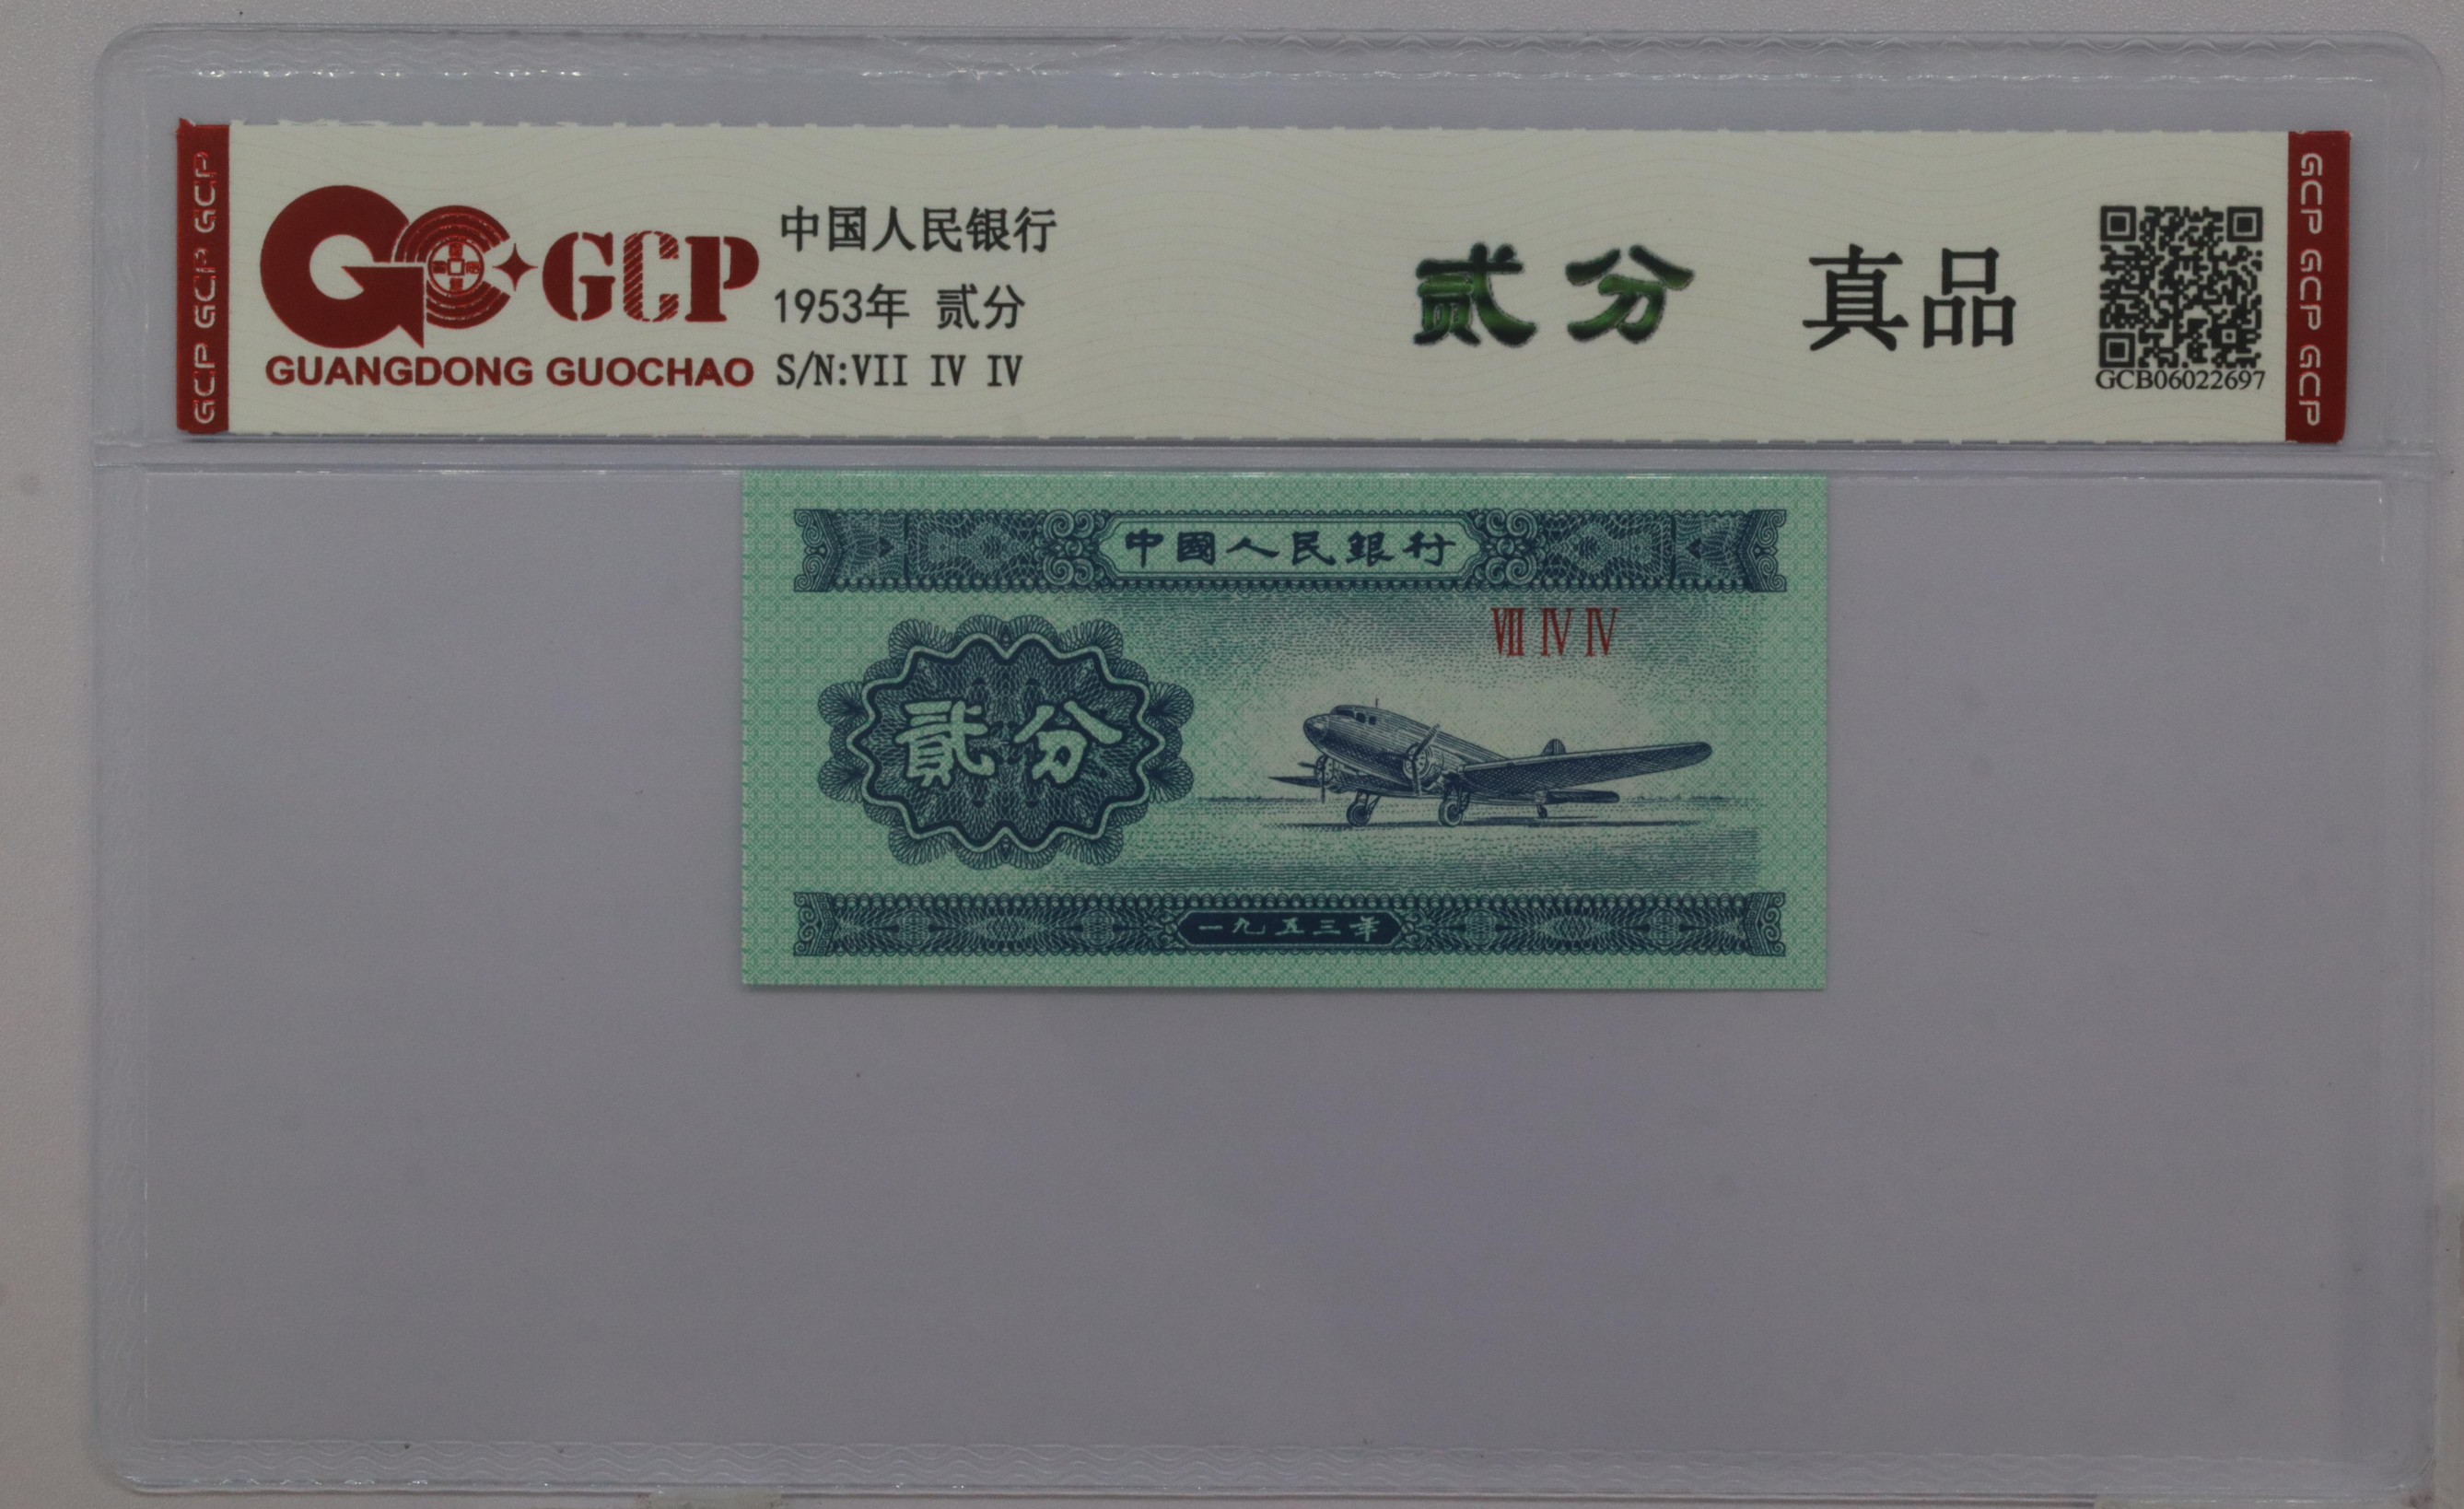 GCP GCP GCP
GCP
GUANGDONG GUOCHAO
中国人民银行
1953年 贰分
S/N:VII IV IV
贰分 真品
GCB06022697
GCP GCP GCP
中國人民銀行
VII IV IV
貳分
一九五三年